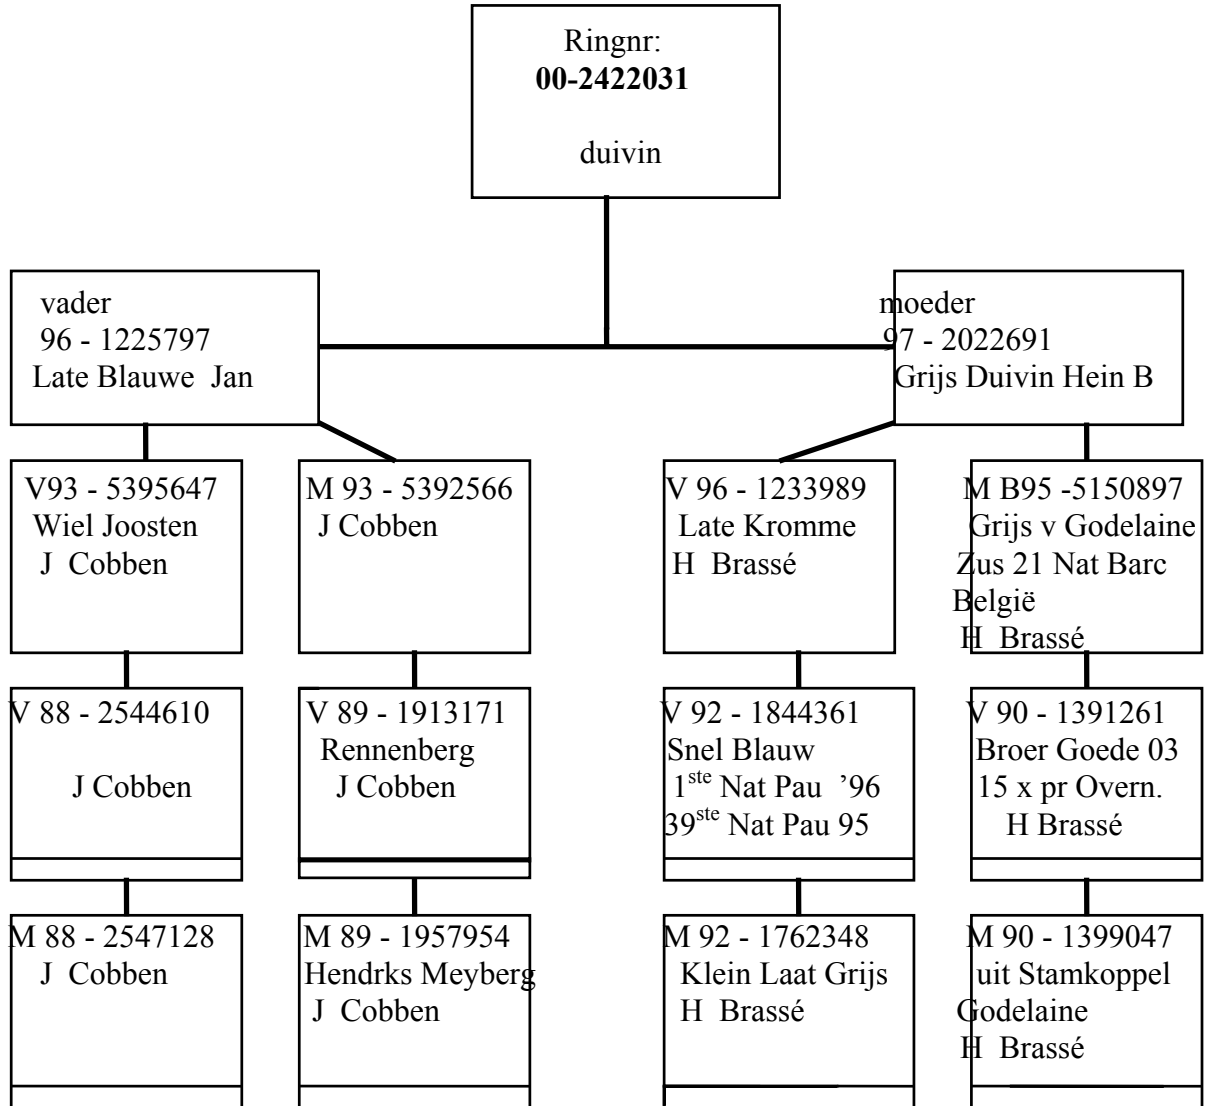 Ringnr:
00-2422031
duivin
vader
96 - 1225797
Late Blauwe Jan
moeder
97 - 2022691
Grijs Duivin Hein B
V93 - 5395647
Wiel Joosten
J Cobben
M 93 - 5392566
J Cobben
V 96 - 1233989
Late Kromme
H Brassé
M B95 -5150897
Grijs v Godelaine
Zus 21 Nat Barc
België
H Brassé
V 88 - 2544610
J Cobben
V 89 - 1913171
Rennenberg
J Cobben
V 92 - 1844361
Snel Blauw
1ste Nat Pau ’96
39ste Nat Pau 95
V 90 - 1391261
Broer Goede 03
15 x pr Overn.
H Brassé
M 88 - 2547128
J Cobben
M 89 - 1957954
Hendrks Meyberg
J Cobben
M 92 - 1762348
Klein Laat Grijs
H Brassé
M 90 - 1399047
uit Stamkoppel
Godelaine
H Brassé